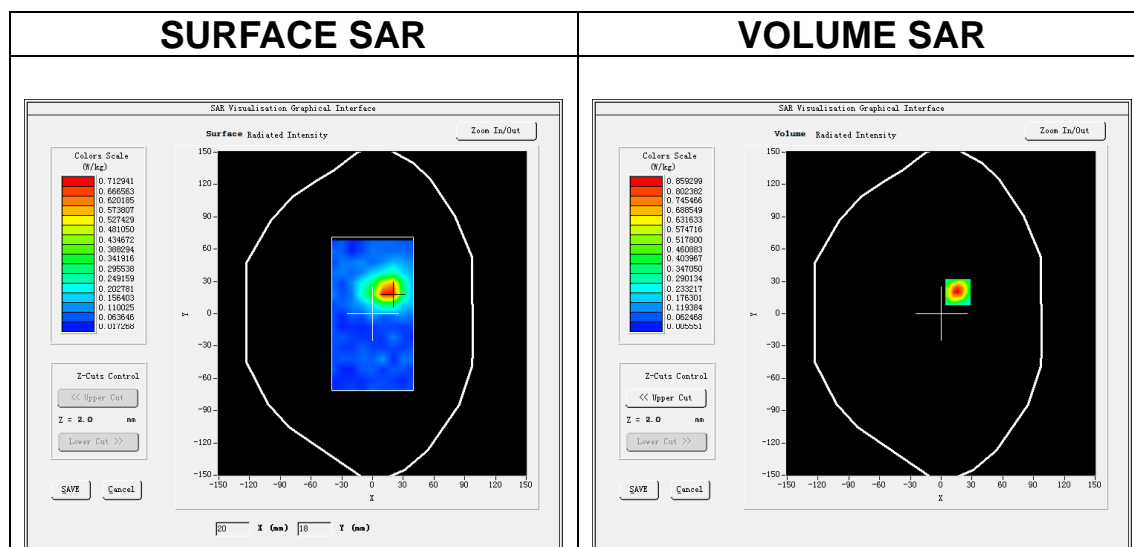 SURFACE SAR
SAR Visualisation Graphical Interface
Surface Radiated Intensity
Zoom In/Out
Colors Scale
(W/kg)
0.712941
0.666563
0.620185
0.573807
0.527429
0.481050
0.434672
0.388294
0.341916
0.295538
0.249159
0.202781
0.156403
0.110025
0.063646
0.017268
Z-Cuts Control
<< Upper Cut
Z = 2.0 mm
Lower Cut >>
SAVE Cancel
150
120
90
60
30
0
-30
-60
-90
-120
-150
Y
-150 -120 -90 -60 -30 0 30 60 90 120 150
X
20 X (mm) 18 Y (mm)
VOLUME SAR
SAR Visualisation Graphical Interface
Volume Radiated Intensity
Zoom In/Out
Colors Scale
(W/kg)
0.859299
0.802382
0.745466
0.688549
0.631633
0.574716
0.517800
0.460883
0.403967
0.347050
0.290134
0.233217
0.176301
0.119384
0.062468
0.005551
Z-Cuts Control
<< Upper Cut
Z = 2.0 mm
Lower Cut >>
SAVE Cancel
150
120
90
60
30
0
-30
-60
-90
-120
-150
Y
-150 -120 -90 -60 -30 0 30 60 90 120 150
X